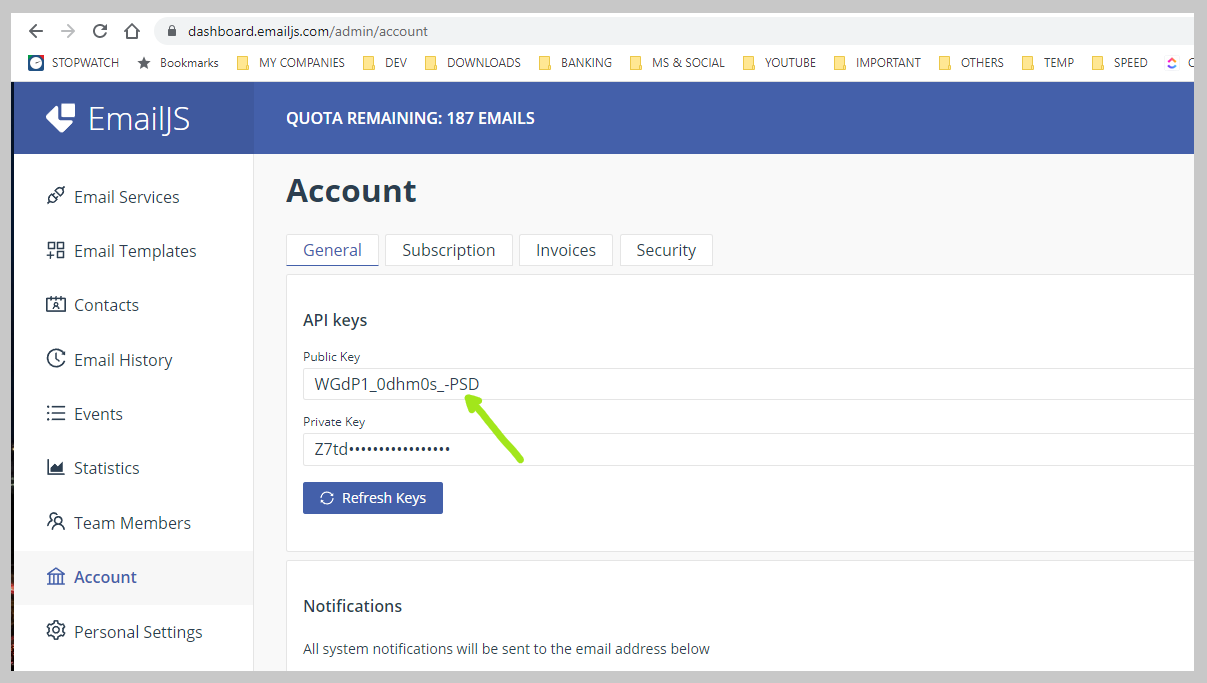 dashboard.emailjs.com/admin/account
STOPWATCH Bookmarks MY COMPANIES DEV DOWNLOADS BANKING MS & SOCIAL YOUTUBE IMPORTANT OTHERS TEMP SPEED
EmailJS
QUOTA REMAINING: 187 EMAILS
Email Services
Email Templates
Contacts
Email History
Events
Statistics
Team Members
Account
Personal Settings
Account
General Subscription Invoices Security
API keys
Public Key
WGdP1_0dhm0s_-PSD
Private Key
Z7td•••••••••••••••••
Refresh Keys
Notifications
All system notifications will be sent to the email address below